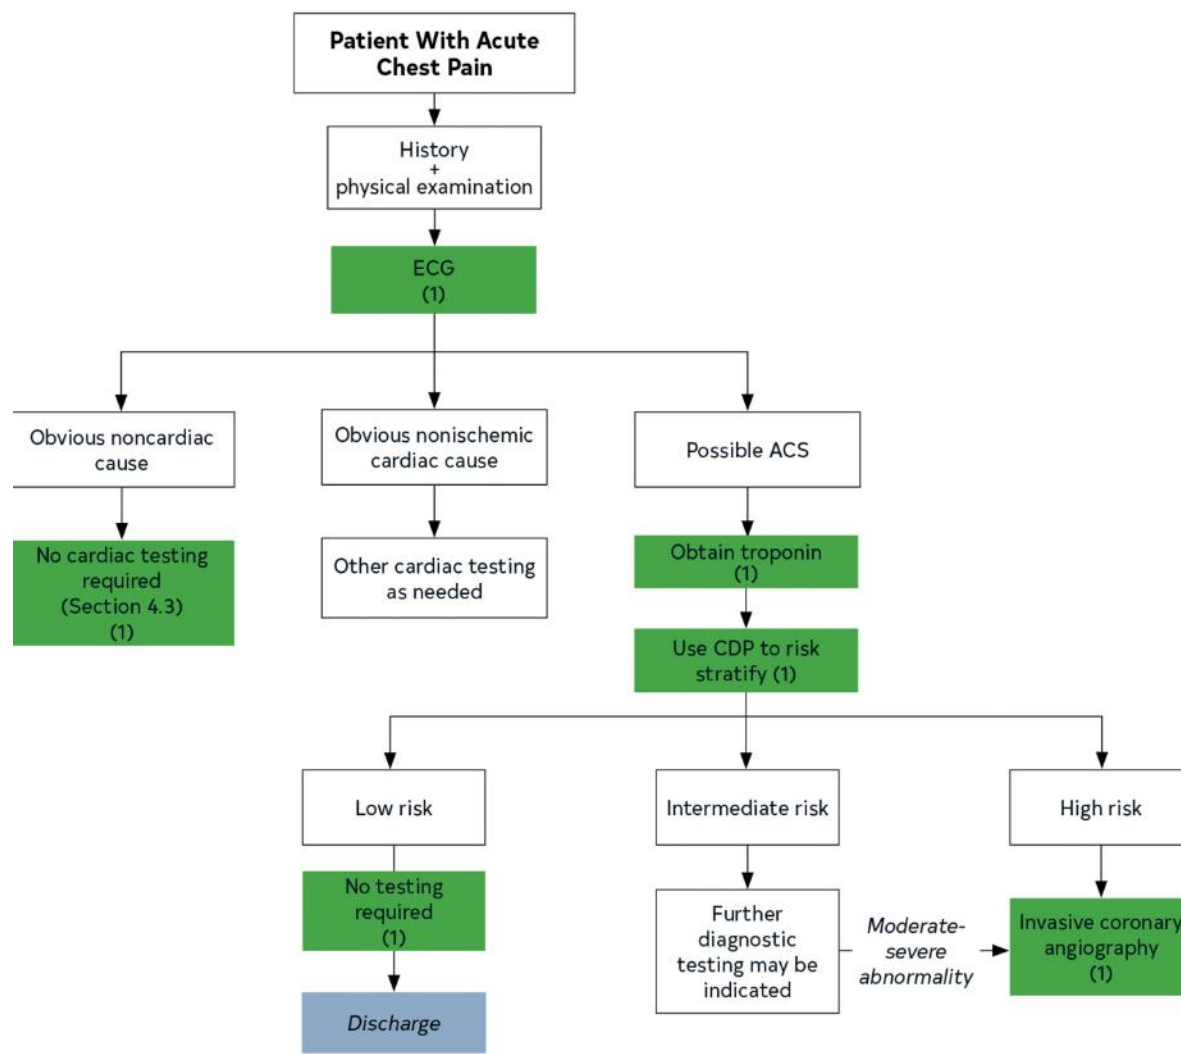 Patient With Acute
Chest Pain
History
+
physical examination
ECG
(1)
Obvious noncardiac
cause
Obvious nonischemic
cardiac cause
Possible ACS
No cardiac testing
required
(Section 4.3)
(1)
Other cardiac testing
as needed
Obtain troponin
(1)
Use CDP to risk
stratify (1)
Low risk
Intermediate risk
High risk
No testing
required
(1)
Further
diagnostic
testing may be
indicated
Moderate-
severe
abnormality
Invasive coronary
angiography
(1)
Discharge